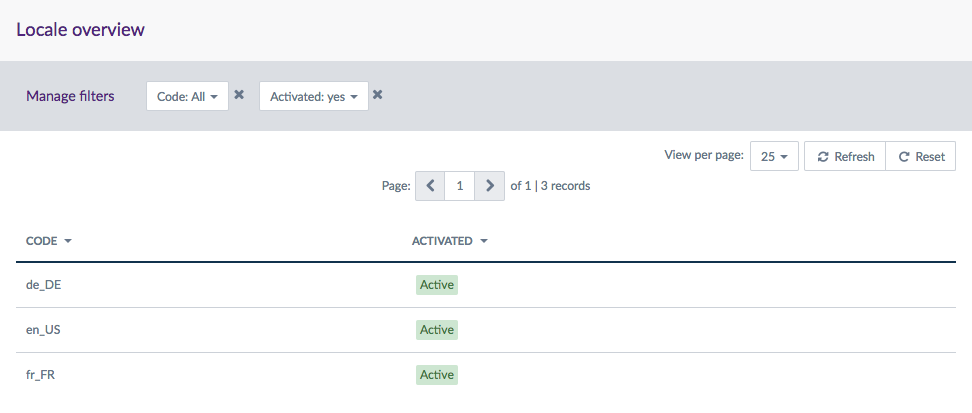 Locale overview
Manage filters Code: All Activated: yes
View per page: 25 Refresh Reset
Page: 1 of 1 | 3 records
CODE ACTIVATED
de_DE Active
en_US Active
fr_FR Active